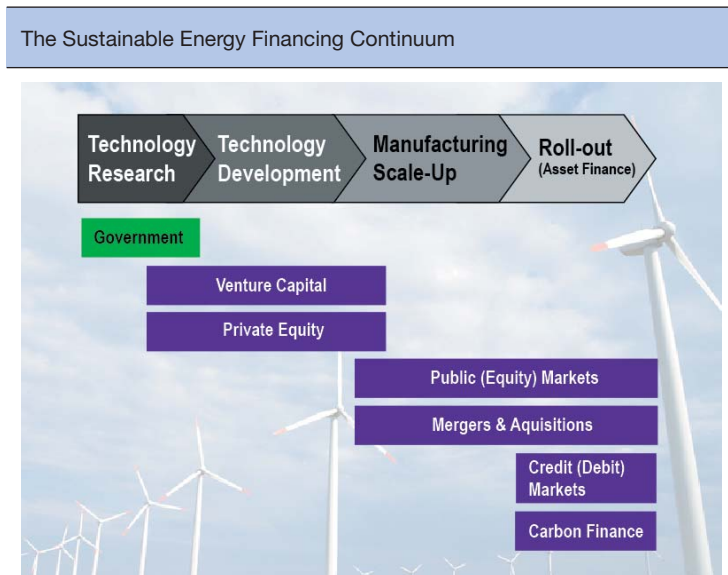 The Sustainable Energy Financing Continuum
Technology
Research
Technology
Development
Manufacturing
Scale-Up
Roll-out
(Asset Finance)
Government
Venture Capital
Private Equity
Public (Equity) Markets
Mergers & Aquisitions
Credit (Debit)
Markets
Carbon Finance